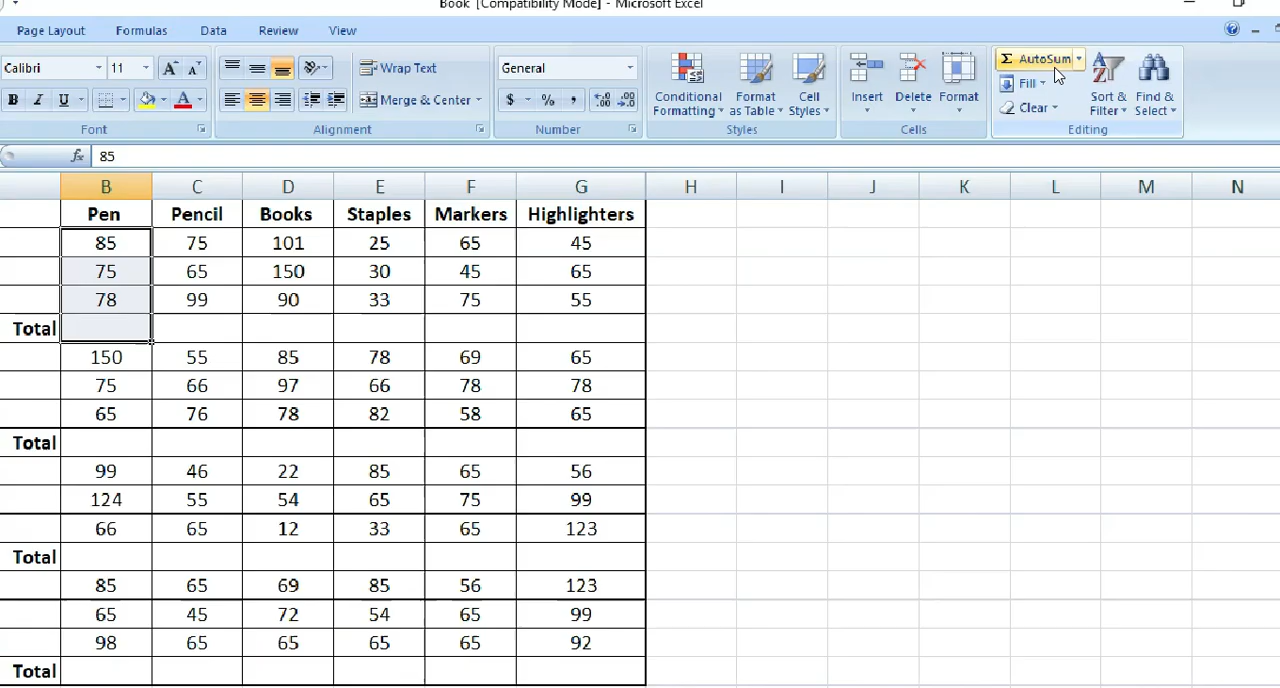 Book [Compatibility Mode] - Microsoft Excel
Page Layout Formulas Data Review View
Calibri 11 A A Wrap Text General Σ AutoSum
B I U A Merge & Center $ % , .0 .00 .00 .0 Conditional Formatting Format as Table Cell Styles Insert Delete Format Fill Clear Sort & Filter Find & Select
Font Alignment Number Styles Cells Editing
fx 85
B C D E F G H I J K L M N
Pen Pencil Books Staples Markers Highlighters
85 75 101 25 65 45
75 65 150 30 45 65
78 99 90 33 75 55
Total
150 55 85 78 69 65
75 66 97 66 78 78
65 76 78 82 58 65
Total
99 46 22 85 65 56
124 55 54 65 75 99
66 65 12 33 65 123
Total
85 65 69 85 56 123
65 45 72 54 65 99
98 65 65 65 65 92
Total